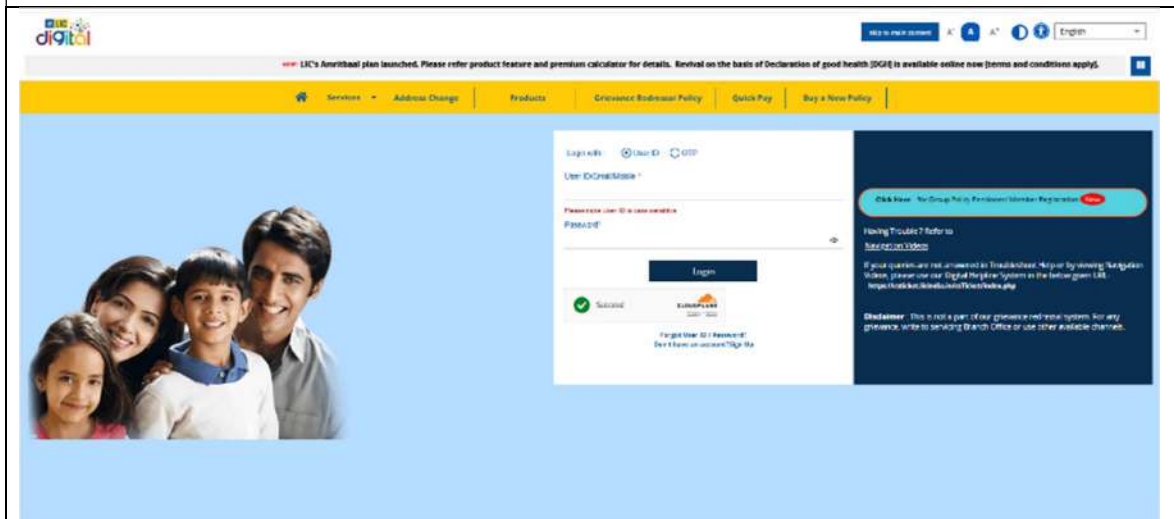 LIC
digital
skip to main content A- A A+ English
NEW LIC's Amritbaal plan launched. Please refer product feature and premium calculator for details. Revival on the basis of Declaration of good health [DGH] is available online now [terms and conditions apply].
Services Address Change Products Grievance Redressal Policy Quick Pay Buy a New Policy
Login with User ID OTP
User ID/Email/Mobile *
Please note User ID is case sensitive
Password*
Login
Success!
CLOUDFLARE
Forgot User ID / Password?
Don't have an account?Sign Up
Click Here For Group Policy Pensioner/ Member Registration New
Having Trouble ? Refer to
Navigation Videos
If your queries are not answered in Troubleshoot Help or by viewing Navigation
Videos, please use our Digital Helpline System in the below given URL -
Disclaimer : This is not a part of our grievance redressal system. For any
grievance, write to servicing Branch Office or use other available channels.